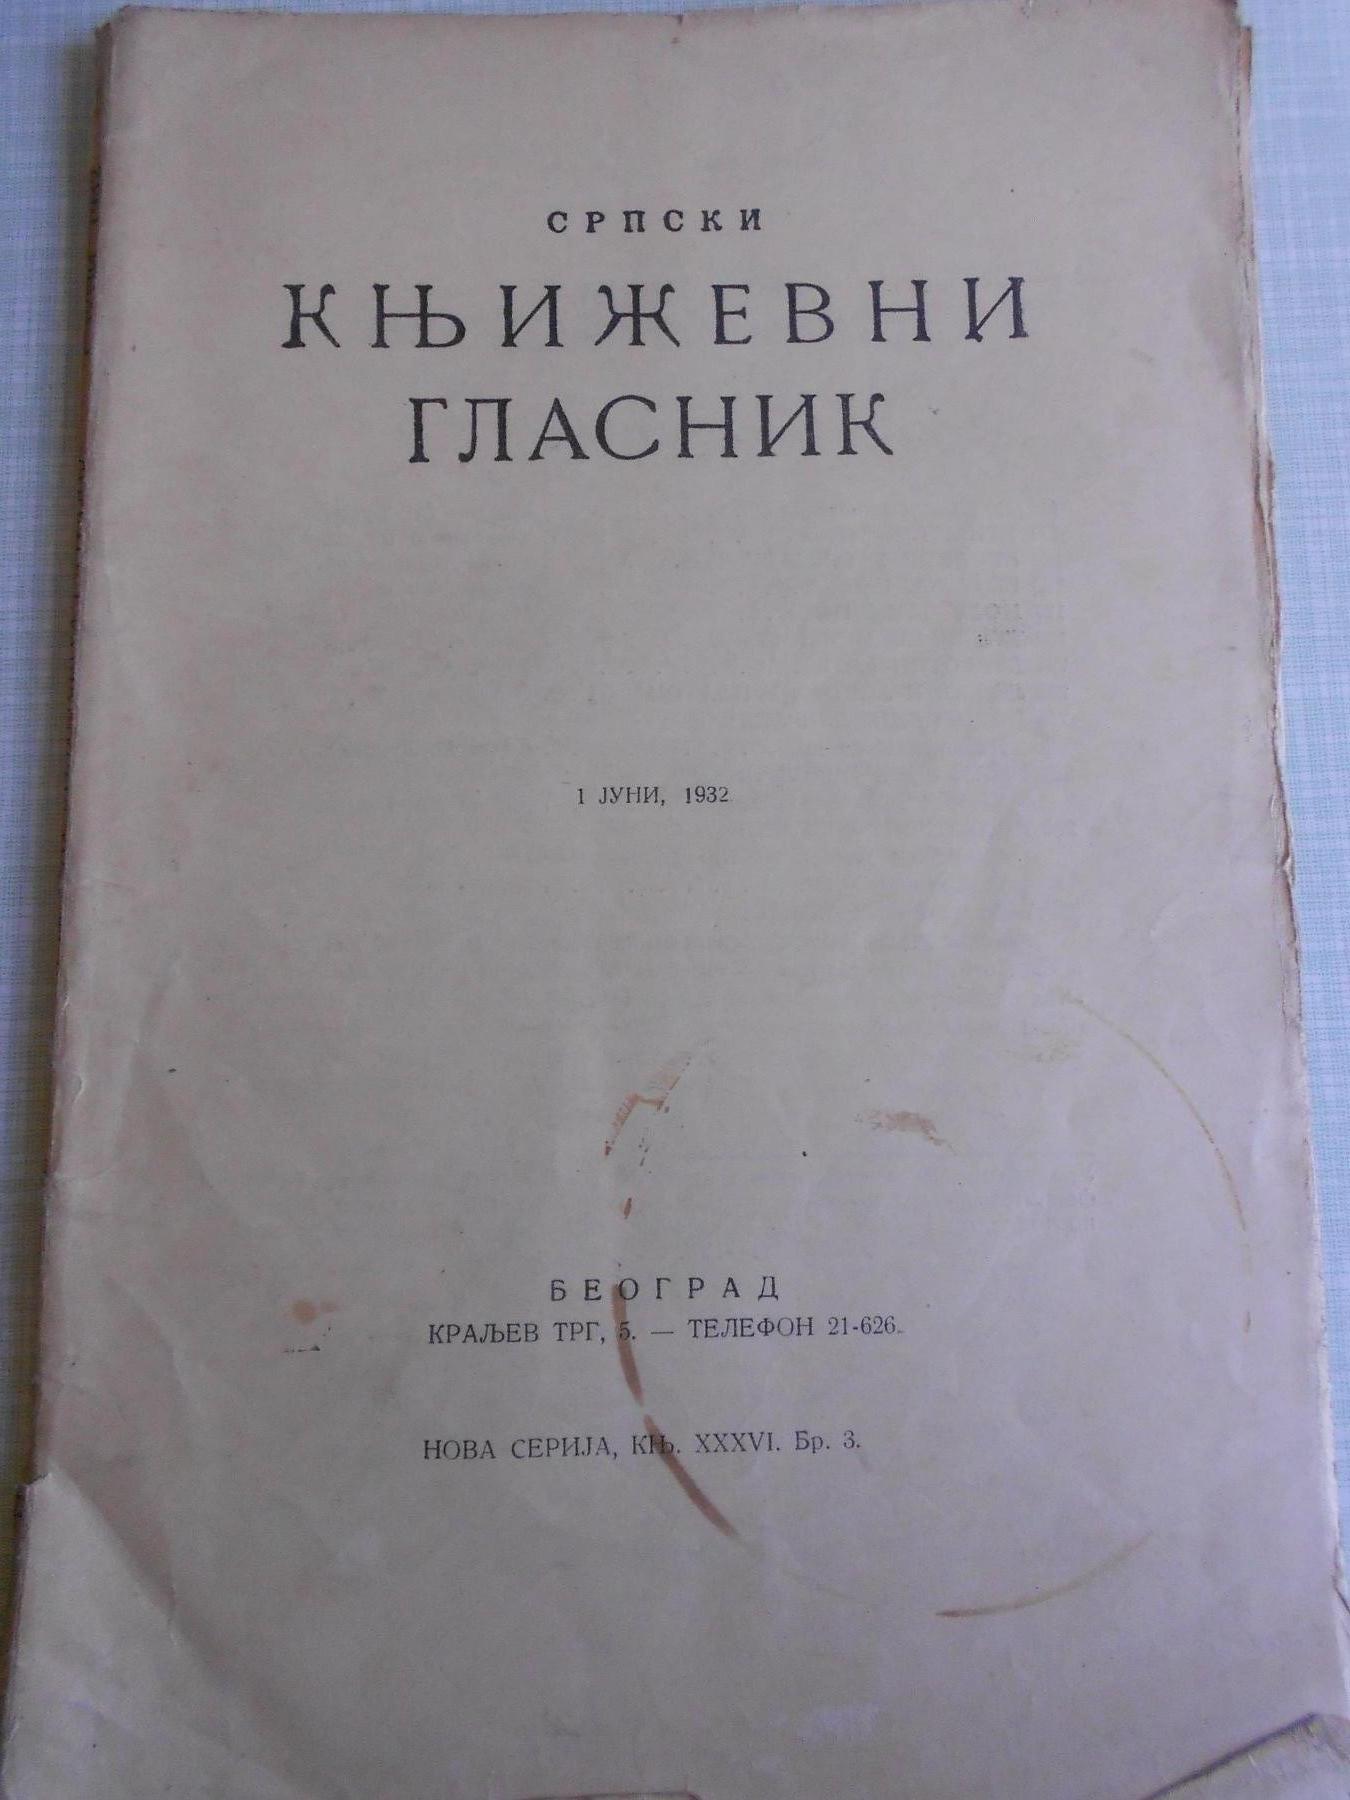 СРПСКИ
КЊИЖЕВНИ
ГЛАСНИК
1 ЈУНИ, 1932
БЕОГРАД
КРАЉЕВ ТРГ, 5. — ТЕЛЕФОН 21-626.
НОВА СЕРИЈА, КЊ. XXXVI. Бр. 3.